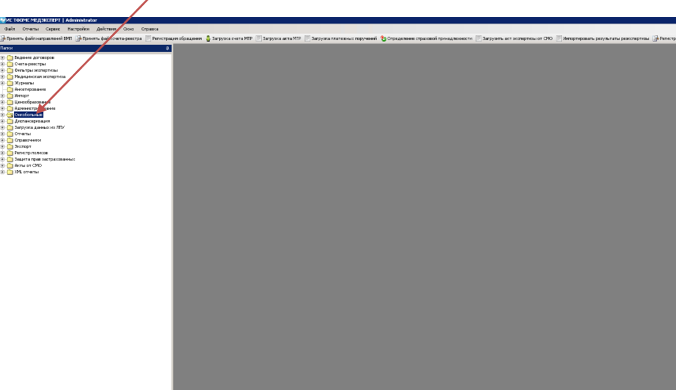 ИС ТФОМС МЕДЭКСПЕРТ | Administrator
Файл Отчеты Сервис Настройки Действия Окно Справка
Принять файл направлений ВМП Принять файл счета-реестра Регистрация обращения Загрузка счета МТР Загрузка акта МТР Загрузка платежных поручений Определение страховой принадлежности Загрузить акт экспертизы от СМО Импортировать результаты реэкспертизы Регистр
Папки
Ведение договоров
Счета-реестры
Фильтры экспертизы
Медицинская экспертиза
Журналы
Анкетирование
Импорт
Ценообразование
Администрирование
Онкобольные
Диспансеризация
Загрузка данных из ЛПУ
Отчеты
Справочники
Экспорт
Регистр полисов
Защита прав застрахованных
Акты от СМО
XML отчеты